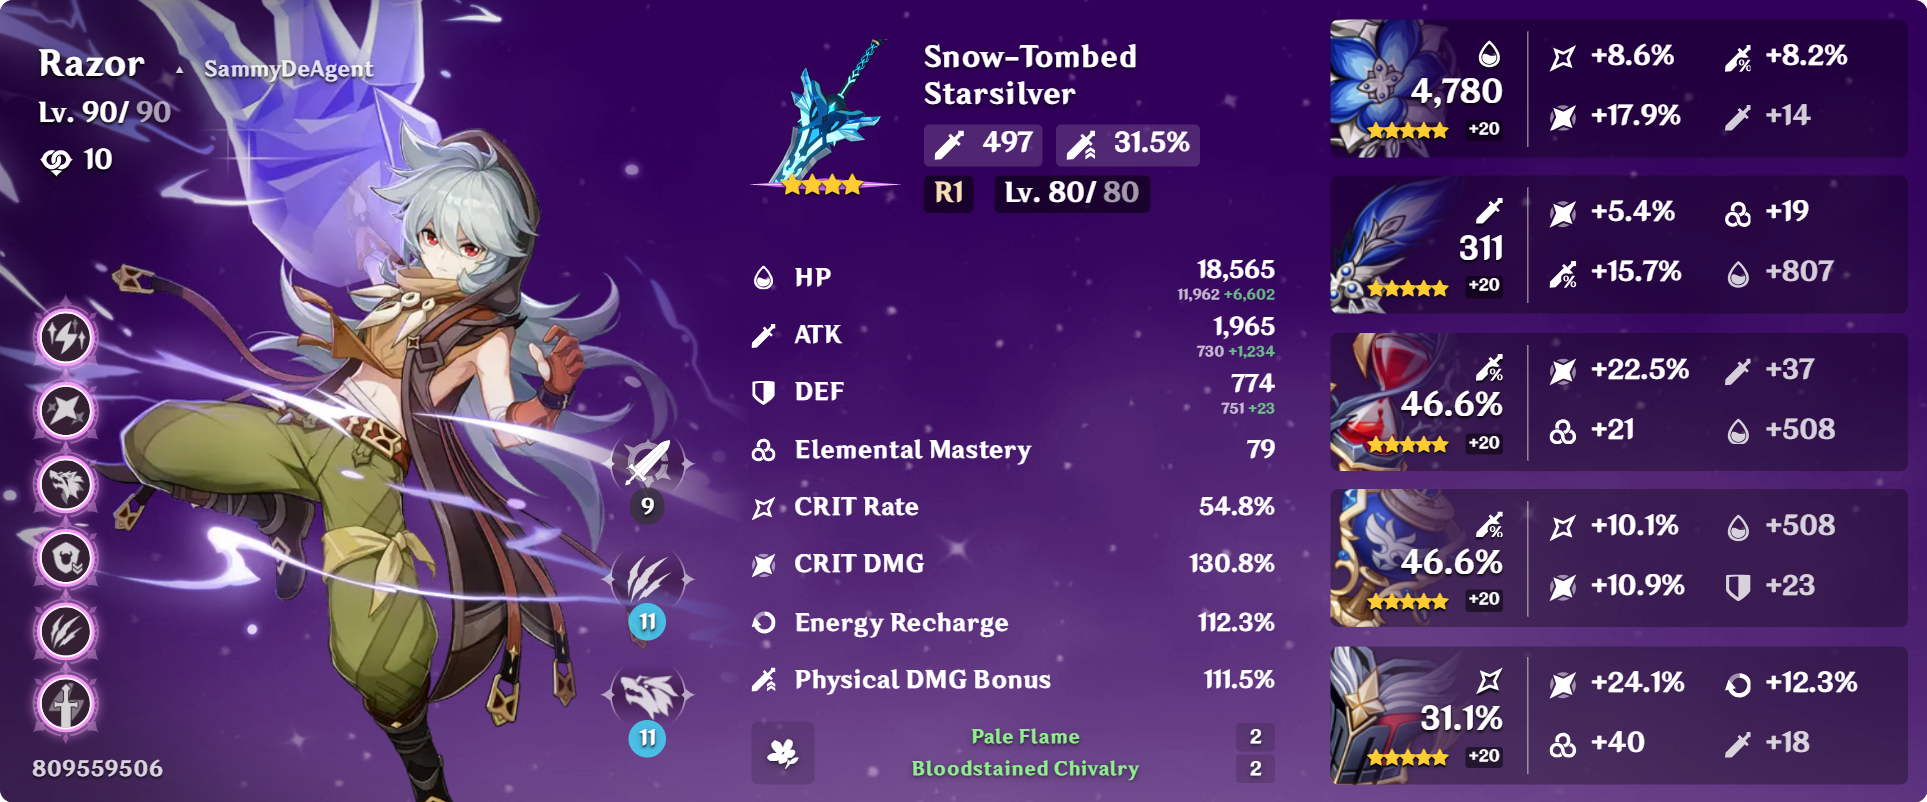 Razor ▲ SammyDeAgent
Lv. 90/ 90
10
9
11
11
809559506
Snow-Tombed
Starsilver
497 31.5%
R1 Lv. 80/ 80
HP 18,565
11,962 +6,602
ATK 1,965
730 +1,234
DEF 774
751 +23
Elemental Mastery 79
CRIT Rate 54.8%
CRIT DMG 130.8%
Energy Recharge 112.3%
Physical DMG Bonus 111.5%
Pale Flame 2
Bloodstained Chivalry 2
4,780
+20
+8.6% +8.2%
+17.9% +14
311
+20
+5.4% +19
+15.7% +807
46.6%
+20
+22.5% +37
+21 +508
46.6%
+20
+10.1% +508
+10.9% +23
31.1%
+20
+24.1% +12.3%
+40 +18